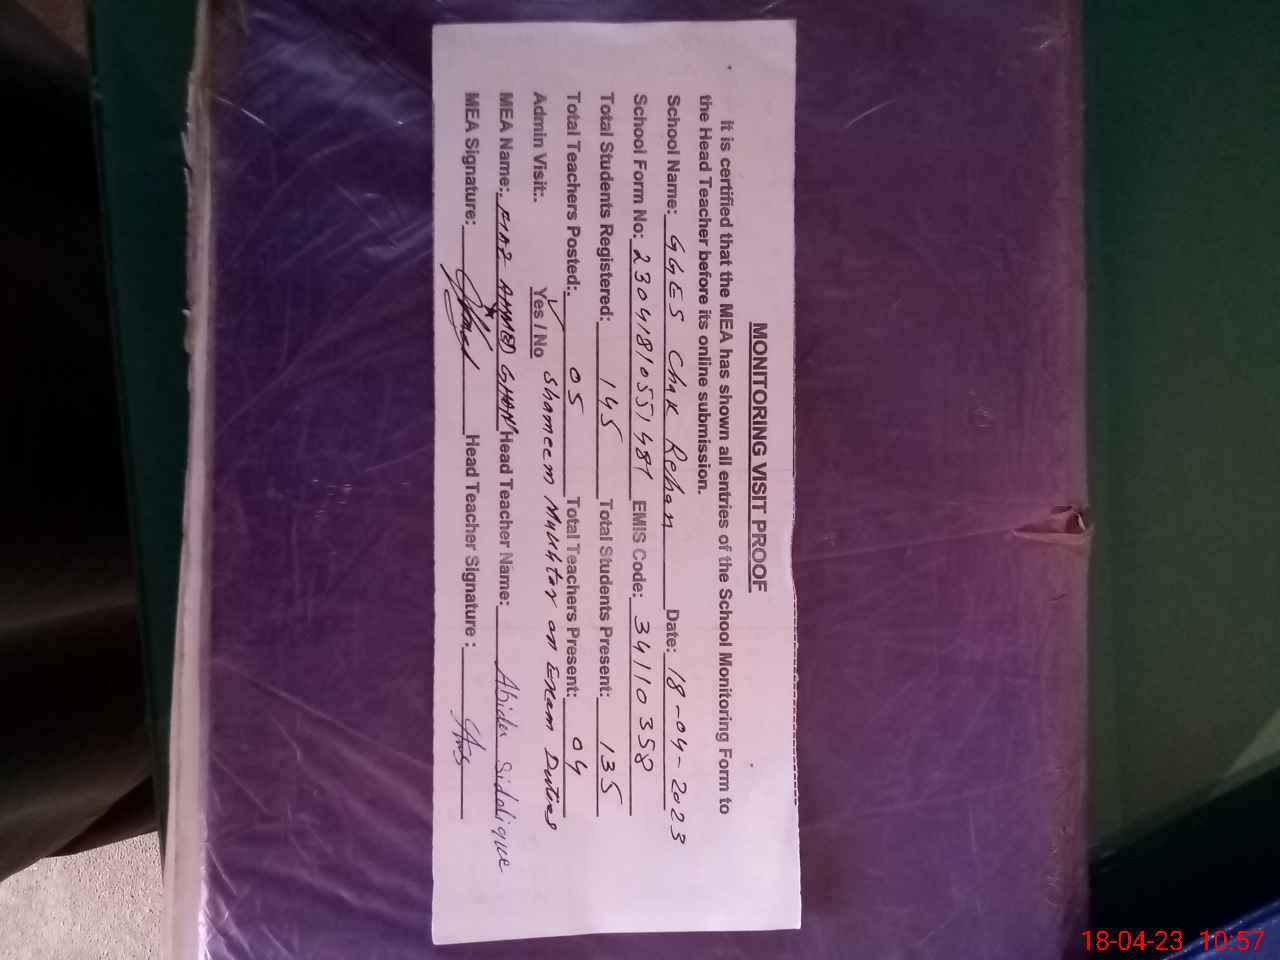 MONITORING VISIT PROOF
It is certified that the MEA has shown all entries of the School Monitoring Form to
the Head Teacher before its online submission.
School Name: GGES Chak Rehan Date: 18-04-2023
School Form No: EMIS Code: 34110358
Total Students Registered: 145 Total Students Present: 135
Total Teachers Posted:. 05 Total Teachers Present: 04
Admin Visit:. Yes / No Shameem Mukhtar on Exam Duties
MEA Name:. AHMED Head Teacher Name: Abida Siddique
MEA Signature: Head Teacher Signature :
18-04-23 10:57